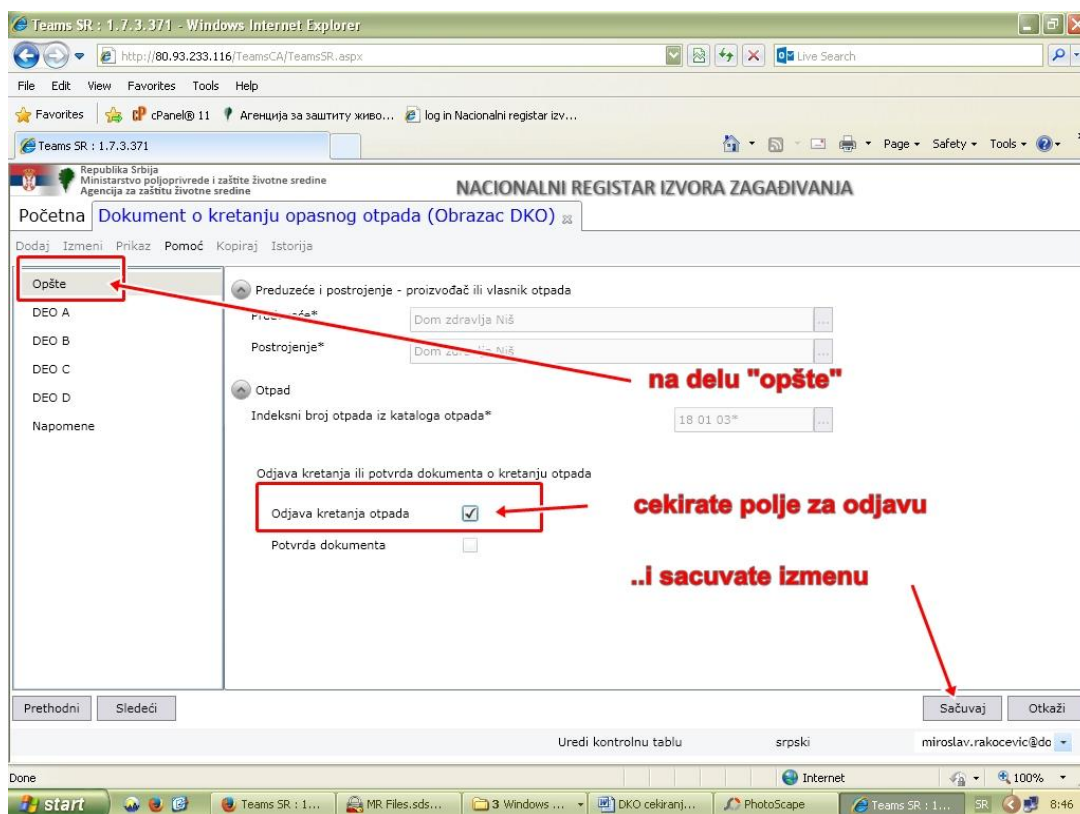 Teams SR : 1.7.3.371 - Windows Internet Explorer
http://80.93.233.116/TeamsCA/TeamsSR.aspx
Live Search
File Edit View Favorites Tools Help
Favorites cPanel® 11 Агенција за заштиту живо... log in Nacionalni registar izv...
Teams SR : 1.7.3.371
Page Safety Tools
Republika Srbija
Ministarstvo poljoprivrede i zaštite životne sredine
Agencija za zaštitu životne sredine
NACIONALNI REGISTAR IZVORA ZAGAĐIVANJA
Početna Dokument o kretanju opasnog otpada (Obrazac DKO)
Dodaj Izmeni Prikaz Pomoć Kopiraj Istorija
Opšte
DEO A
DEO B
DEO C
DEO D
Napomene
Preduzeće i postrojenje - proizvođač ili vlasnik otpada
Preduzeće* Dom zdravlja Niš ...
Postrojenje* Dom zdravlja Niš ...
na delu "opšte"
Otpad
Indeksni broj otpada iz kataloga otpada* 18 01 03* ...
Odjava kretanja ili potvrda dokumenta o kretanju otpada
Odjava kretanja otpada
cekirate polje za odjavu
Potvrda dokumenta
..i sacuvate izmenu
Prethodni Sledeći Sačuvaj Otkaži
Uredi kontrolnu tablu srpski miroslav.rakocevic@do
Done Internet 100%
start Teams SR : 1... MR Files.sds... 3 Windows ... DKO cekiranj... PhotoScape Teams SR : 1... SR 8:46